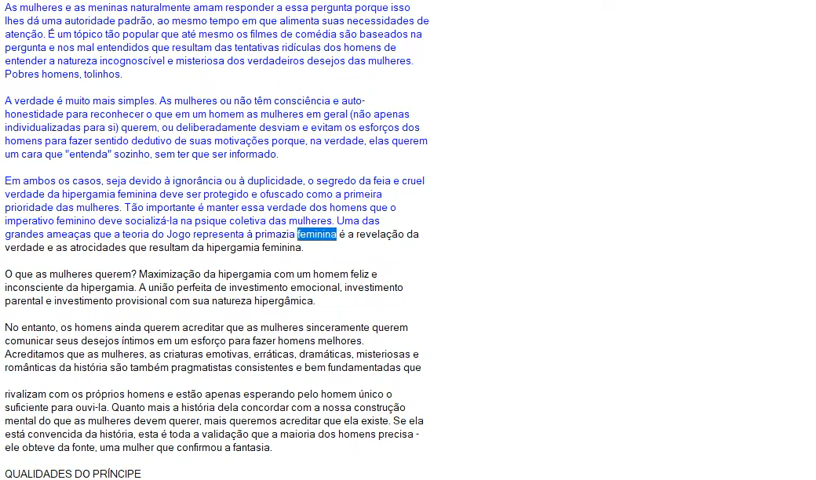 As mulheres e as meninas naturalmente amam responder a essa pergunta porque isso
lhes dá uma autoridade padrão, ao mesmo tempo em que alimenta suas necessidades de
atenção. É um tópico tão popular que até mesmo os filmes de comédia são baseados na
pergunta e nos mal entendidos que resultam das tentativas ridículas dos homens de
entender a natureza incognoscível e misteriosa dos verdadeiros desejos das mulheres.
Pobres homens, tolinhos.
A verdade é muito mais simples. As mulheres ou não têm consciência e auto-
honestidade para reconhecer o que em um homem as mulheres em geral (não apenas
individualizadas para si) querem, ou deliberadamente desviam e evitam os esforços dos
homens para fazer sentido dedutivo de suas motivações porque, na verdade, elas querem
um cara que "entenda" sozinho, sem ter que ser informado.
Em ambos os casos, seja devido à ignorância ou à duplicidade, o segredo da feia e cruel
verdade da hipergamia feminina deve ser protegido e ofuscado como a primeira
prioridade das mulheres. Tão importante é manter essa verdade dos homens que o
imperativo feminino deve socializá-la na psique coletiva das mulheres. Uma das
grandes ameaças que a teoria do Jogo representa à primazia feminina é a revelação da
verdade e as atrocidades que resultam da hipergamia feminina.
O que as mulheres querem? Maximização da hipergamia com um homem feliz e
inconsciente da hipergamia. A união perfeita de investimento emocional, investimento
parental e investimento provisional com sua natureza hipergâmica.
No entanto, os homens ainda querem acreditar que as mulheres sinceramente querem
comunicar seus desejos íntimos em um esforço para fazer homens melhores.
Acreditamos que as mulheres, as criaturas emotivas, erráticas, dramáticas, misteriosas e
românticas da história são também pragmatistas consistentes e bem fundamentadas que
rivalizam com os próprios homens e estão apenas esperando pelo homem único o
suficiente para ouvi-la. Quanto mais a história dela concordar com a nossa construção
mental do que as mulheres devem querer, mais queremos acreditar que ela existe. Se ela
está convencida da história, esta é toda a validação que a maioria dos homens precisa -
ele obteve da fonte, uma mulher que confirmou a fantasia.
QUALIDADES DO PRÍNCIPE